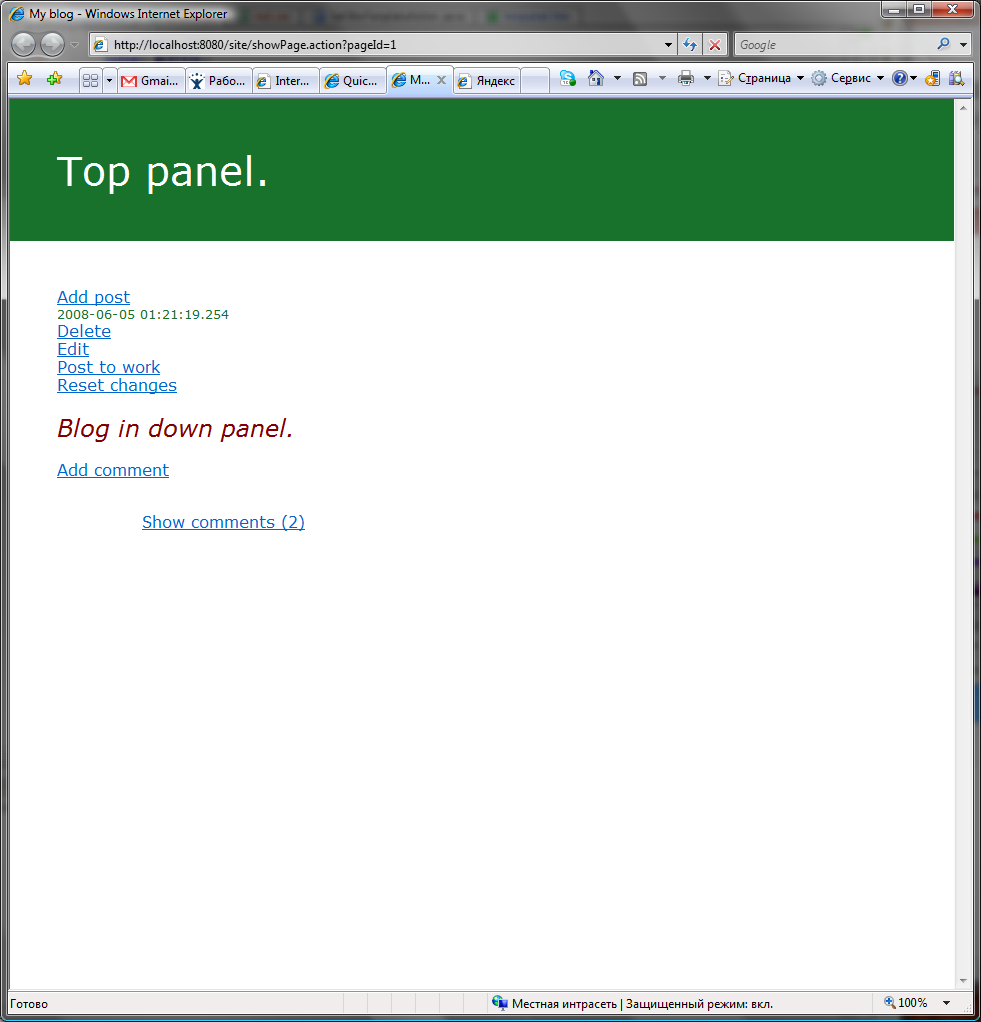 My blog - Windows Internet Explorer
http://localhost:8080/site/showPage.action?pageId=1
Google
Gmai... Рабо... Inter... Quic... M... Яндекс Страница Сервис
Top panel.
Add post
2008-06-05 01:21:19.254
Delete
Edit
Post to work
Reset changes
Blog in down panel.
Add comment
Show comments (2)
Готово Местная интрасеть | Защищенный режим: вкл. 100%